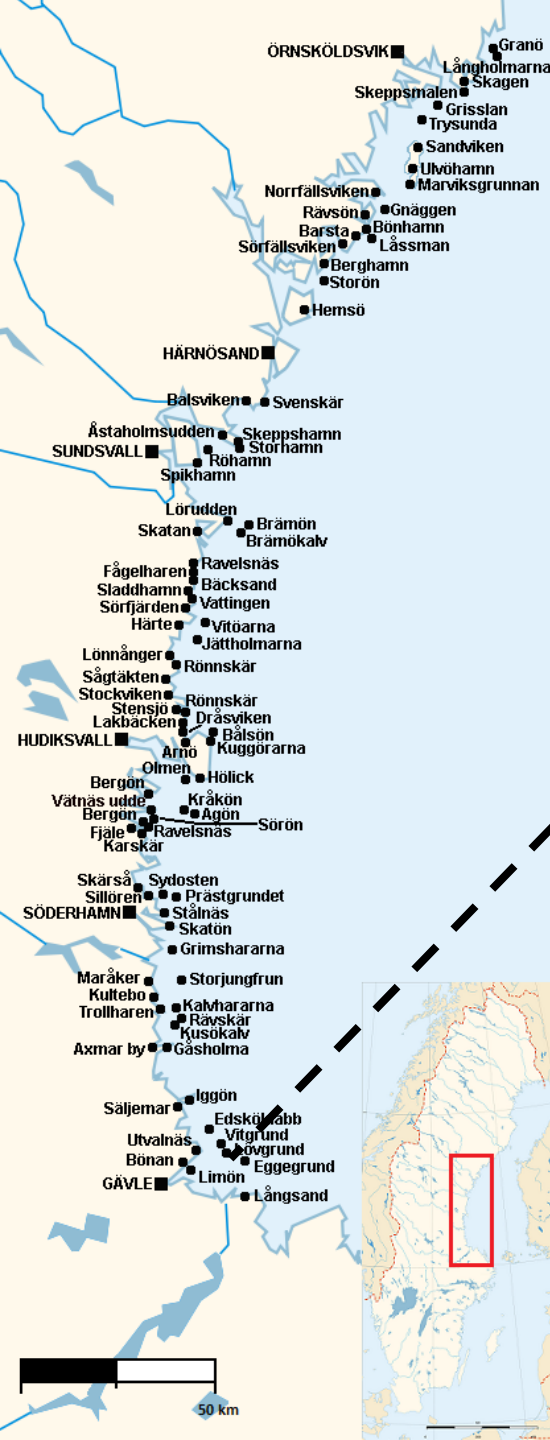 Granö
ÖRNSKÖLDSVIK
Långholmarna
Skagen
Skeppsmalen
Grisslan
Trysunda
Sandviken
Ulvöhamn
Marviksgrunnan
Norrfällsviken
Gnäggen
Rävsön
Bönhamn
Barsta
Låssman
Sörfällsviken
Berghamn
Storön
Hemsö
HÄRNÖSAND
Balsviken
Svenskär
Åstaholmsudden
Skeppshamn
Storhamn
SUNDSVALL
Röhamn
Spikhamn
Lörudden
Brämön
Skatan
Brämökalv
Ravelsnäs
Fågelharen
Bäcksand
Sladdhamn
Vattingen
Sörfjärden
Härte
Vitöarna
Jättholmarna
Lönnånger
Rönnskär
Sågtäkten
Stockviken
Rönnskär
Stensjö
Dråsviken
Lakbäcken
Bålsön
HUDIKSVALL
Kuggörarna
Arnö
Olmen
Hölick
Bergön
Kråkön
Vätnäs udde
Agön
Bergön
Sörön
Fjäle
Ravelsnäs
Karskär
Skärså
Sydosten
Sillören
Prästgrundet
SÖDERHAMN
Stålnäs
Skatön
Grimshararna
Maråker
Storjungfrun
Kultebo
Kalvhararna
Trollharen
Rävskär
Kusökalv
Axmar by
Gåsholma
Iggön
Säljemar
Edskölabb
Vitgrund
Utvalnäs
Lövgrund
Bönan
Eggegrund
Limön
GÄVLE
Långsand
50 km